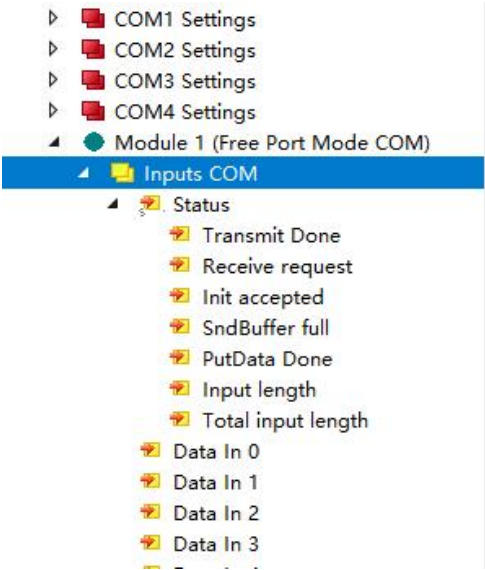 COM1 Settings
COM2 Settings
COM3 Settings
COM4 Settings
Module 1 (Free Port Mode COM)
Inputs COM
Status
Transmit Done
Receive request
Init accepted
SndBuffer full
PutData Done
Input length
Total input length
Data In 0
Data In 1
Data In 2
Data In 3